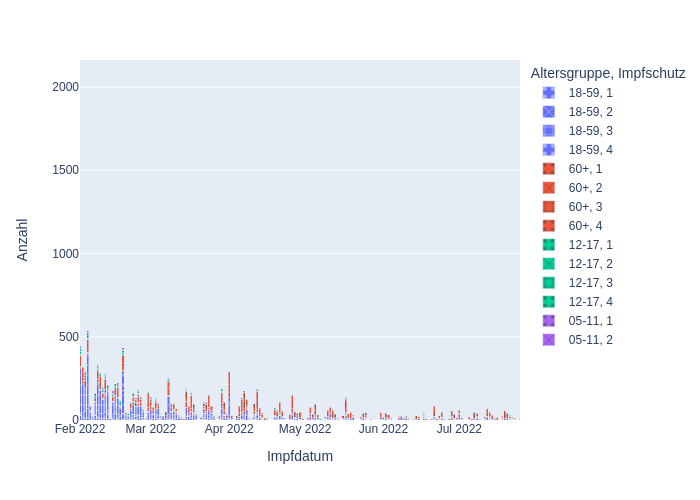 2000
1500
1000
500
0
Anzahl
Feb 2022
Mar 2022
Apr 2022
May 2022
Jun 2022
Jul 2022
Impfdatum
Altersgruppe, Impfschutz
18-59, 1
18-59, 2
18-59, 3
18-59, 4
60+, 1
60+, 2
60+, 3
60+, 4
12-17, 1
12-17, 2
12-17, 3
12-17, 4
05-11, 1
05-11, 2